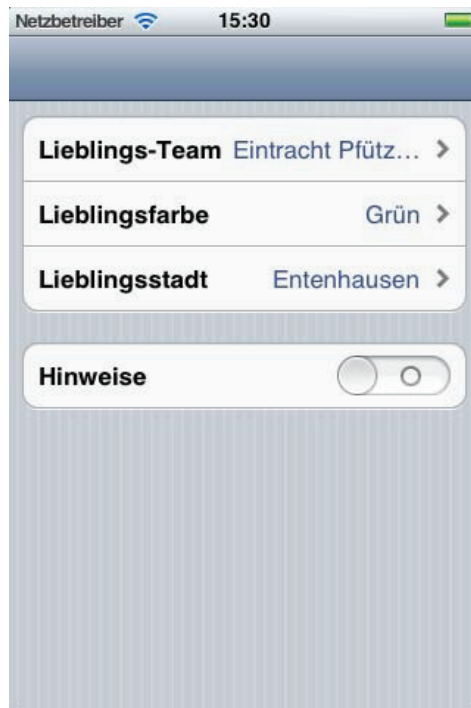 Netzbetreiber 15:30
Lieblings-Team Eintracht Pfütz...
Lieblingsfarbe Grün
Lieblingsstadt Entenhausen
Hinweise